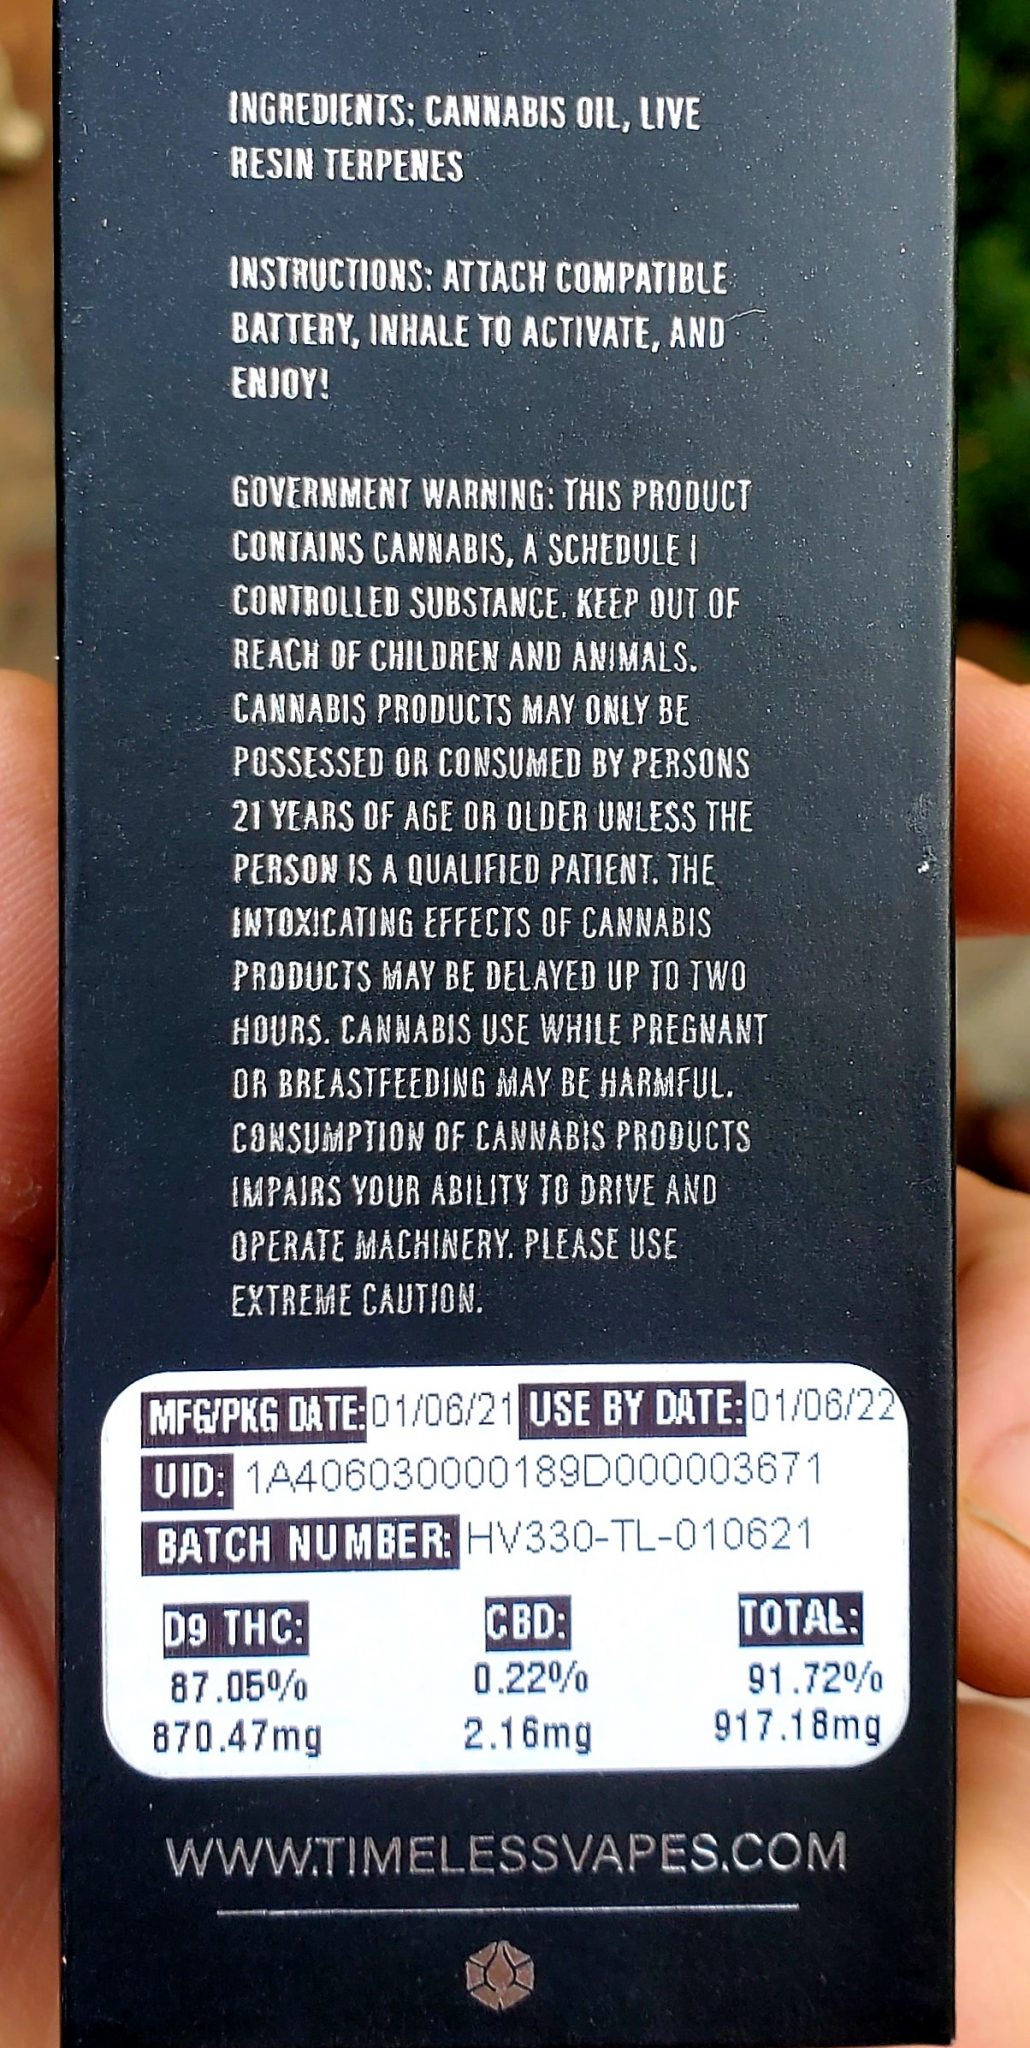 INGREDIENTS: CANNABIS OIL, LIVE
RESIN TERPENES
INSTRUCTIONS: ATTACH COMPATIBLE
BATTERY, INHALE TO ACTIVATE, AND
ENJOY!
GOVERNMENT WARNING: THIS PRODUCT
CONTAINS CANNABIS, A SCHEDULE I
CONTROLLED SUBSTANCE. KEEP OUT OF
REACH OF CHILDREN AND ANIMALS.
CANNABIS PRODUCTS MAY ONLY BE
POSSESSED OR CONSUMED BY PERSONS
21 YEARS OF AGE OR OLDER UNLESS THE
PERSON IS A QUALIFIED PATIENT. THE
INTOXICATING EFFECTS OF CANNABIS
PRODUCTS MAY BE DELAYED UP TO TWO
HOURS. CANNABIS USE WHILE PREGNANT
OR BREASTFEEDING MAY BE HARMFUL.
CONSUMPTION OF CANNABIS PRODUCTS
IMPAIRS YOUR ABILITY TO DRIVE AND
OPERATE MACHINERY. PLEASE USE
EXTREME CAUTION.
MFG/PKG DATE: 01/06/21 USE BY DATE: 01/06/22
UID: 1A406030000189D000003671
BATCH NUMBER: HV330-TL-010621
D9 THC: CBD: TOTAL:
87.05% 0.22% 91.72%
870.47mg 2.16mg 917.18mg
WWW.TIMELESSVAPES.COM